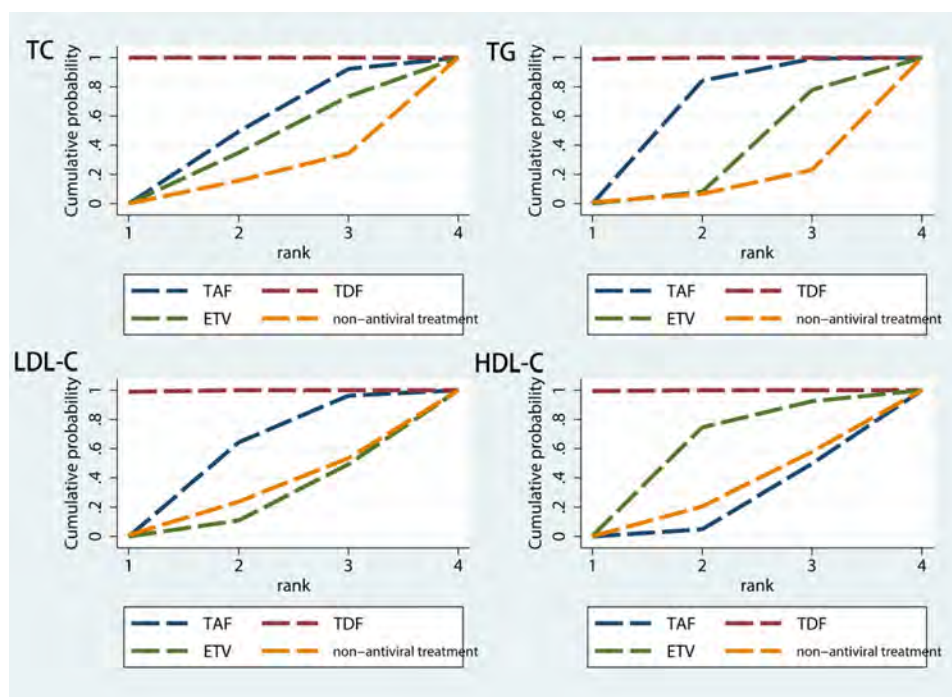 TC
Cumulative probability
1
.8
.6
.4
.2
0
1 2 3 4
rank
TAF TDF
ETV non-antiviral treatment
TG
Cumulative probability
1
.8
.6
.4
.2
0
1 2 3 4
rank
TAF TDF
ETV non-antiviral treatment
LDL-C
Cumulative probability
1
.8
.6
.4
.2
0
1 2 3 4
rank
TAF TDF
ETV non-antiviral treatment
HDL-C
Cumulative probability
1
.8
.6
.4
.2
0
1 2 3 4
rank
TAF TDF
ETV non-antiviral treatment